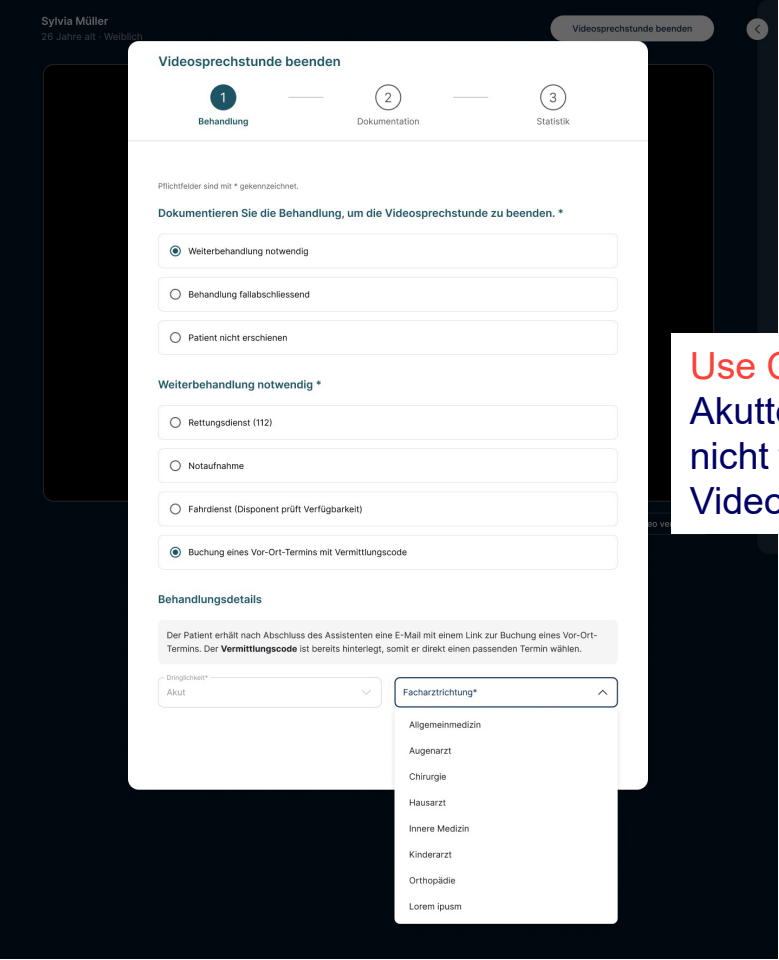 Sylvia Müller
26 Jahre alt · Weiblich
Videosprechstunde beenden
Videosprechstunde beenden
1
2
3
Behandlung
Dokumentation
Statistik
Pflichtfelder sind mit * gekennzeichnet.
Dokumentieren Sie die Behandlung, um die Videosprechstunde zu beenden. *
Weiterbehandlung notwendig
Behandlung fallabschliessend
Patient nicht erschienen
Weiterbehandlung notwendig *
Rettungsdienst (112)
Notaufnahme
Fahrdienst (Disponent prüft Verfügbarkeit)
Buchung eines Vor-Ort-Termins mit Vermittlungscode
Behandlungsdetails
Der Patient erhält nach Abschluss des Assistenten eine E-Mail mit einem Link zur Buchung eines Vor-Ort-
Termins. Der Vermittlungscode ist bereits hinterlegt, somit er direkt einen passenden Termin wählen.
Dringlichkeit*
Akut
Facharztrichtung*
Allgemeinmedizin
Augenarzt
Chirurgie
Hausarzt
Innere Medizin
Kinderarzt
Orthopädie
Lorem ipusm
Use
Akutt
nicht
Video